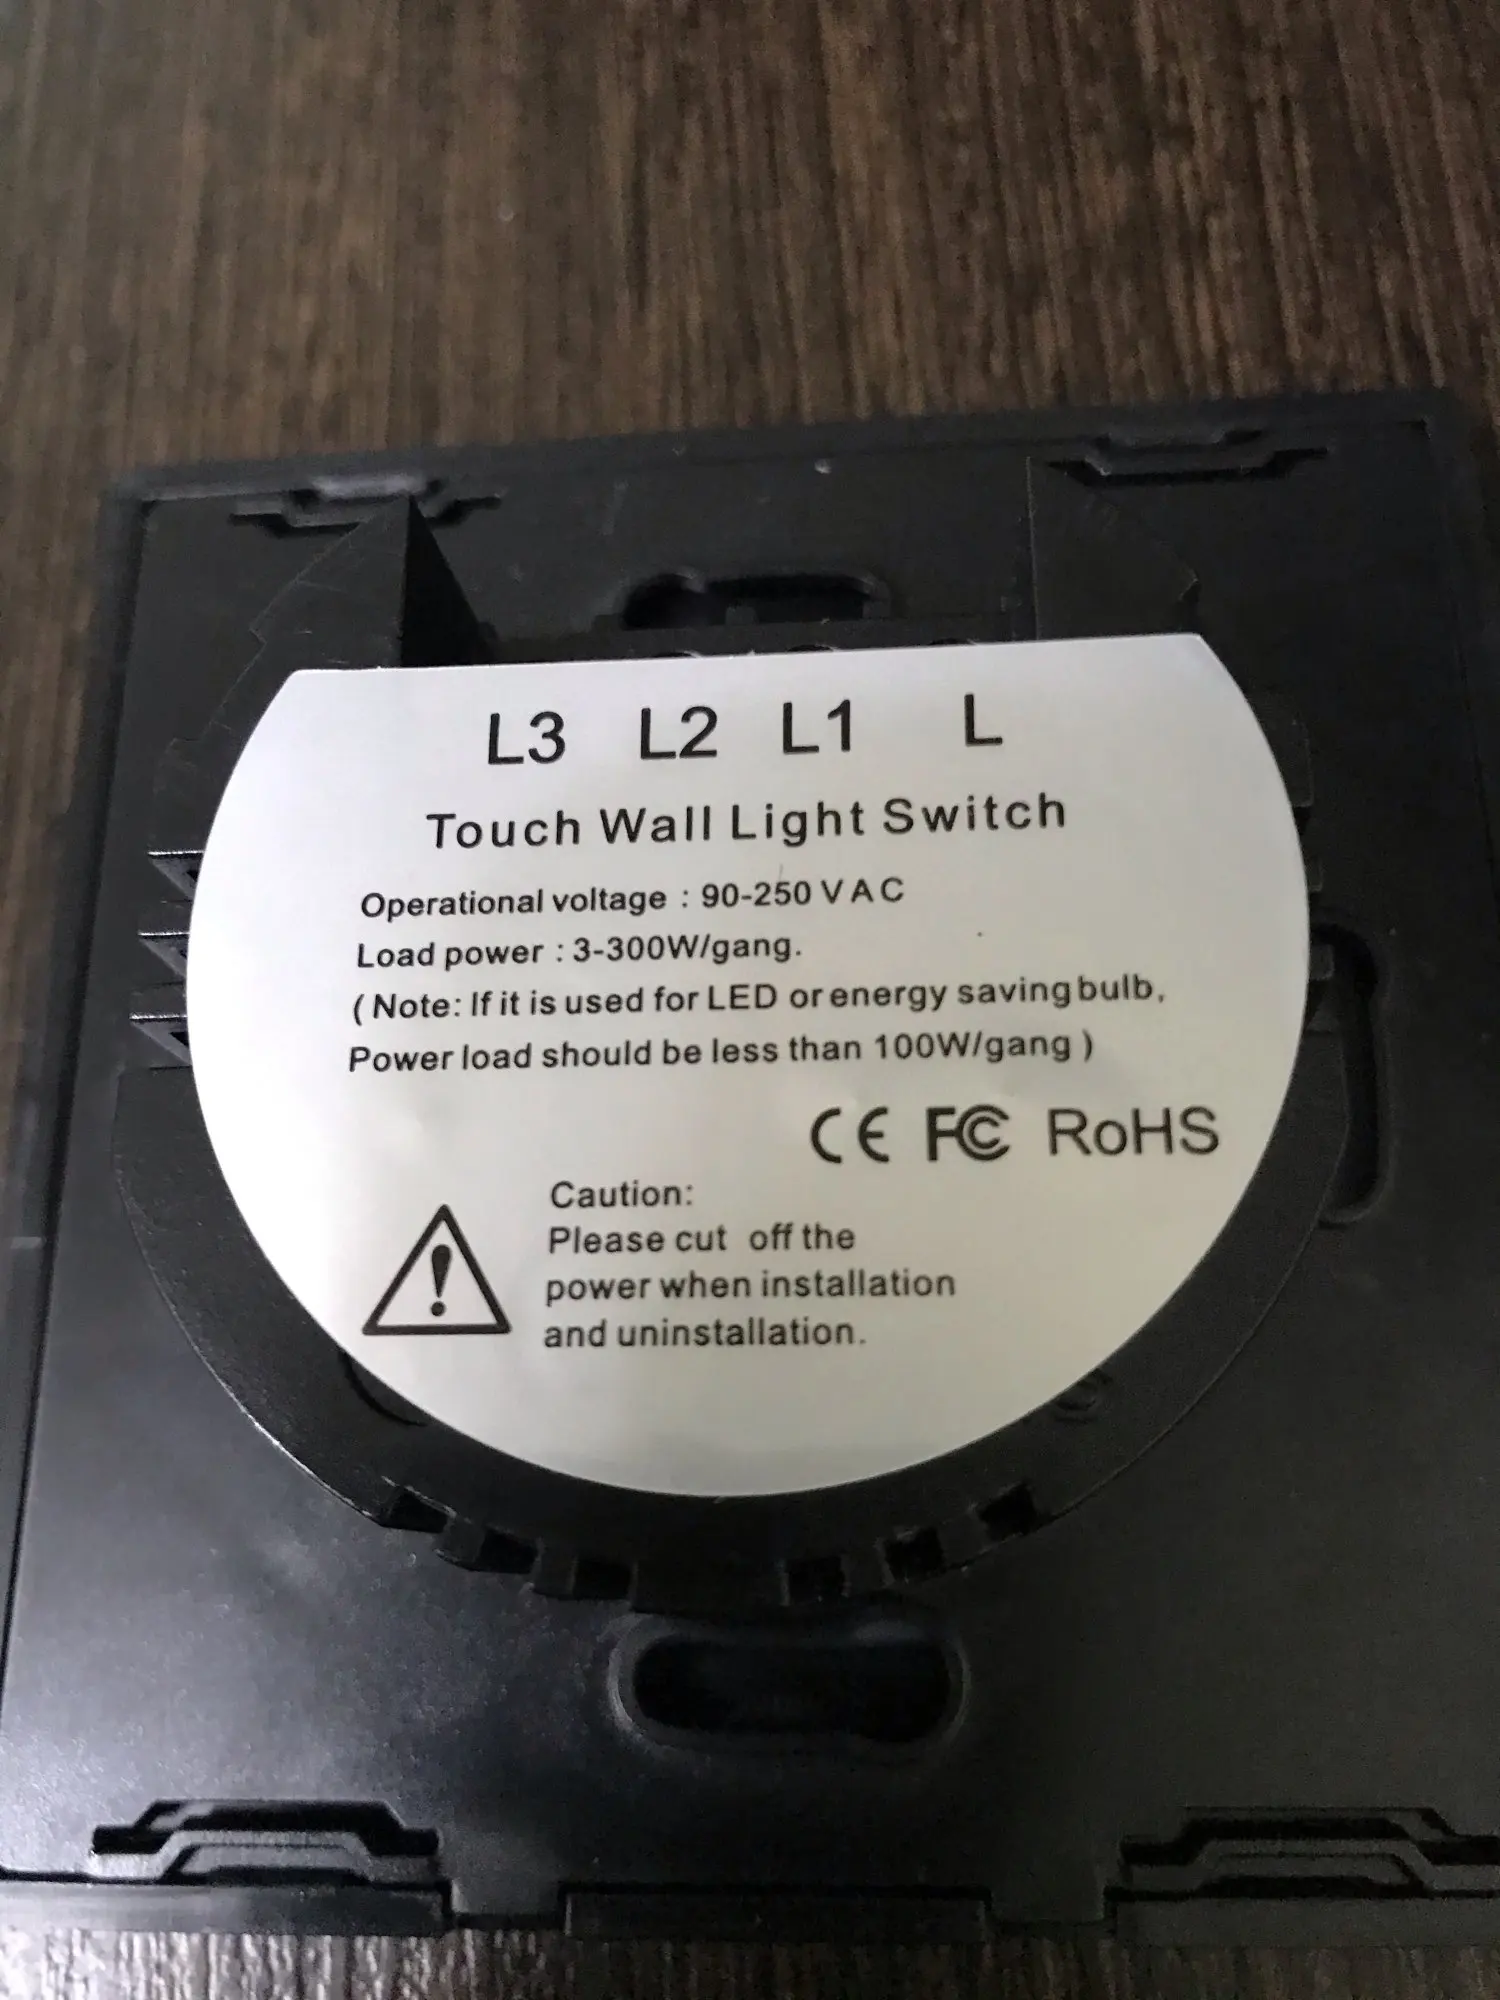 L3 L2 L1 L
Touch Wall Light Switch
Operational voltage : 90-250 V AC
Load power : 3-300W/gang.
( Note: If it is used for LED or energy saving bulb,
Power load should be less than 100W/gang )
CE FC RoHS
Caution:
Please cut off the
power when installation
and uninstallation.